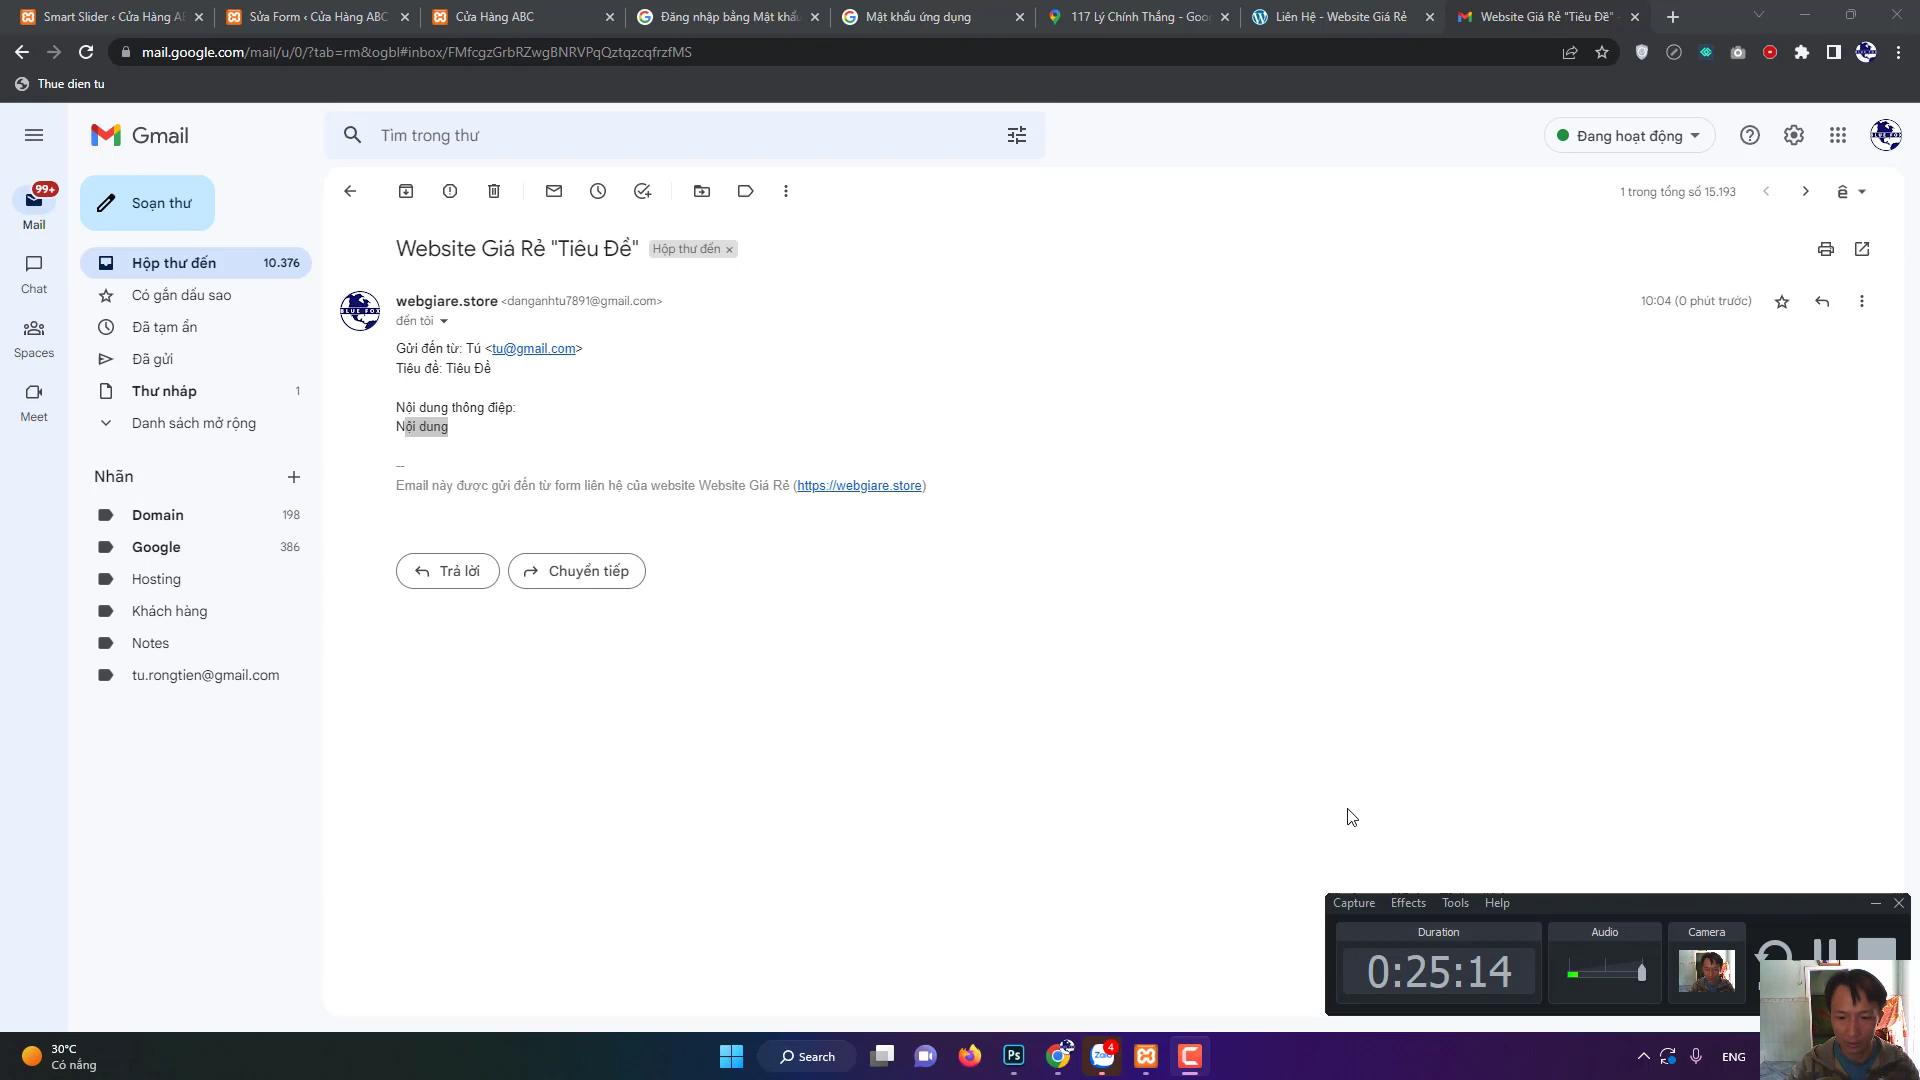 Smart Slider ‹ Cửa Hàng AB
Sửa Form ‹ Cửa Hàng ABC
Cửa Hàng ABC
Đăng nhập bằng Mật khẩu
Mật khẩu ứng dụng
117 Lý Chính Thắng - Goo
Liên Hệ - Website Giá Rẻ
Website Giá Rẻ "Tiêu Đề" -
mail.google.com/mail/u/0/?tab=rm&ogbl#inbox/FMfcgzGrbRZwgBNRVPqQztqzcqfrzfMS
Thue dien tu
Gmail
Tìm trong thư
Đang hoạt động
99+
Mail
Chat
Spaces
Meet
Soạn thư
Hộp thư đến 10.376
Có gắn dấu sao
Đã tạm ẩn
Đã gửi
Thư nháp 1
Danh sách mở rộng
Nhãn
Domain 198
Google 386
Hosting
Khách hàng
Notes
tu.rongtien@gmail.com
1 trong tổng số 15.193
Website Giá Rẻ "Tiêu Đề" Hộp thư đến ×
BLUE FOX
webgiare.store <danganhtu7891@gmail.com>
10:04 (0 phút trước)
đến tôi
Gửi đến từ: Tú <tu@gmail.com>
Tiêu đề: Tiêu Đề
Nội dung thông điệp:
Nội dung
--
Email này được gửi đến từ form liên hệ của website Website Giá Rẻ (https://webgiare.store)
Trả lời
Chuyển tiếp
Capture Effects Tools Help
Duration
Audio
Camera
0:25:14
30°C
Có nắng
Search
Ps
Zalo
4
ENG